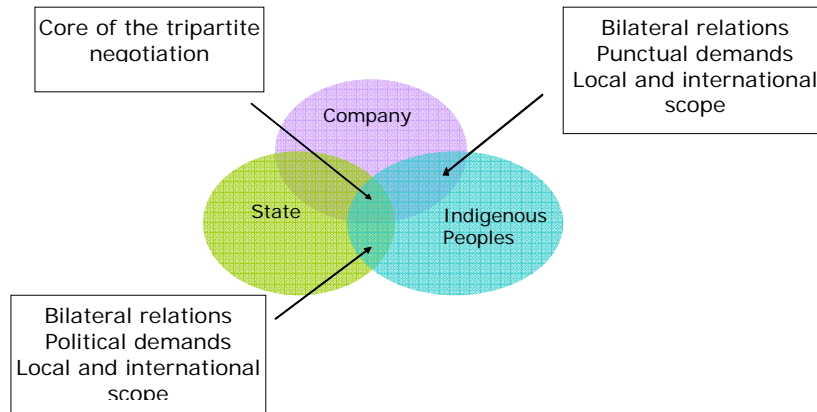 Core of the tripartite
negotiation
Bilateral relations
Punctual demands
Local and international
scope
Company
State
Indigenous
Peoples
Bilateral relations
Political demands
Local and international
scope